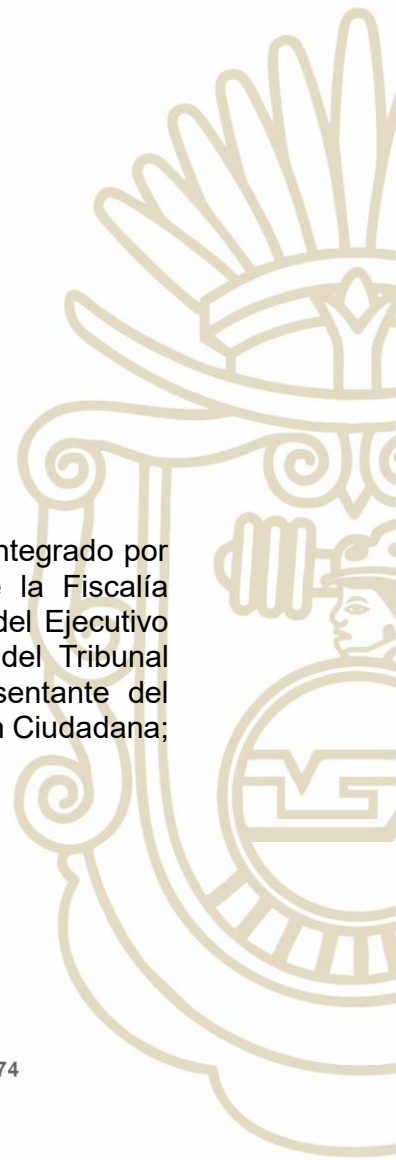 ntegrado por
la Fiscalía
del Ejecutivo
del Tribunal
sentante del
Ciudadana;
74